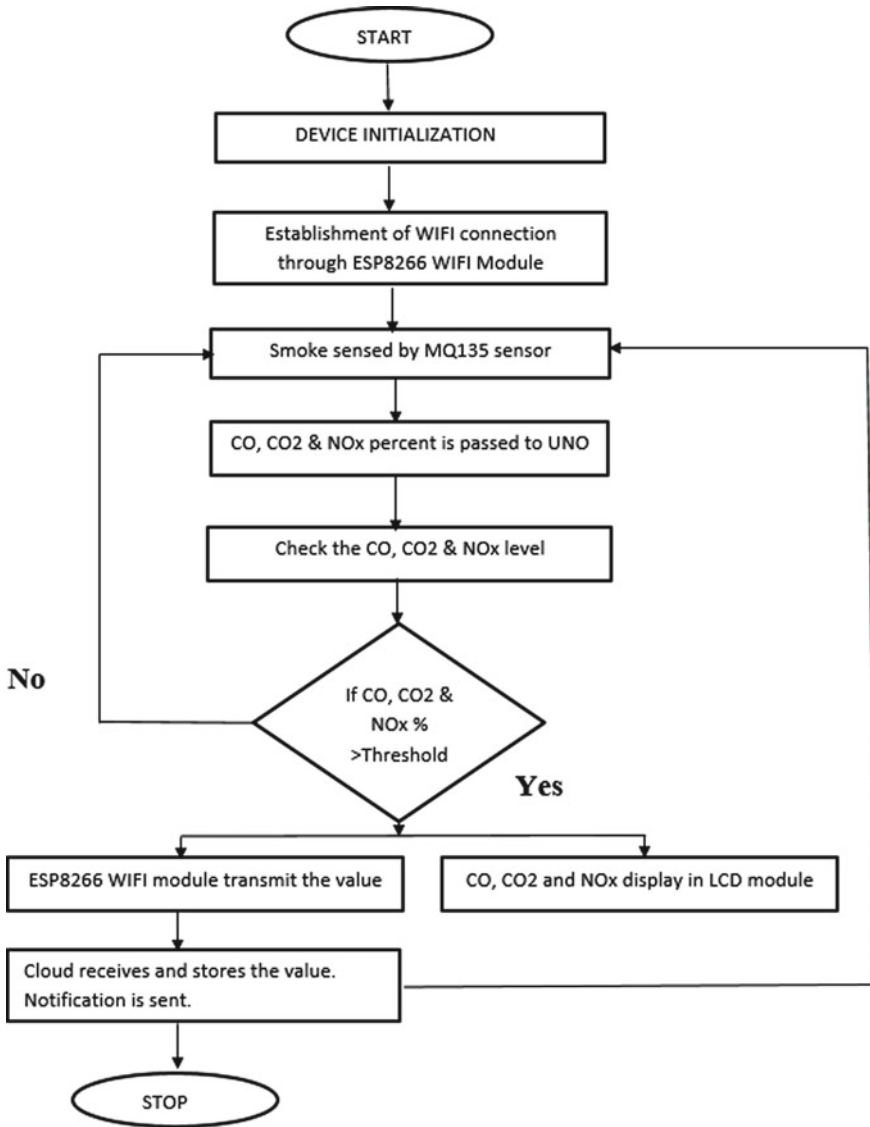 START
DEVICE INITIALIZATION
Establishment of WIFI connection
through ESP8266 WIFI Module
Smoke sensed by MQ135 sensor
CO, CO2 & NOx percent is passed to UNO
Check the CO, CO2 & NOx level
No
If CO, CO2 &
NOx %
>Threshold
Yes
ESP8266 WIFI module transmit the value
CO, CO2 and NOx display in LCD module
Cloud receives and stores the value.
Notification is sent.
STOP